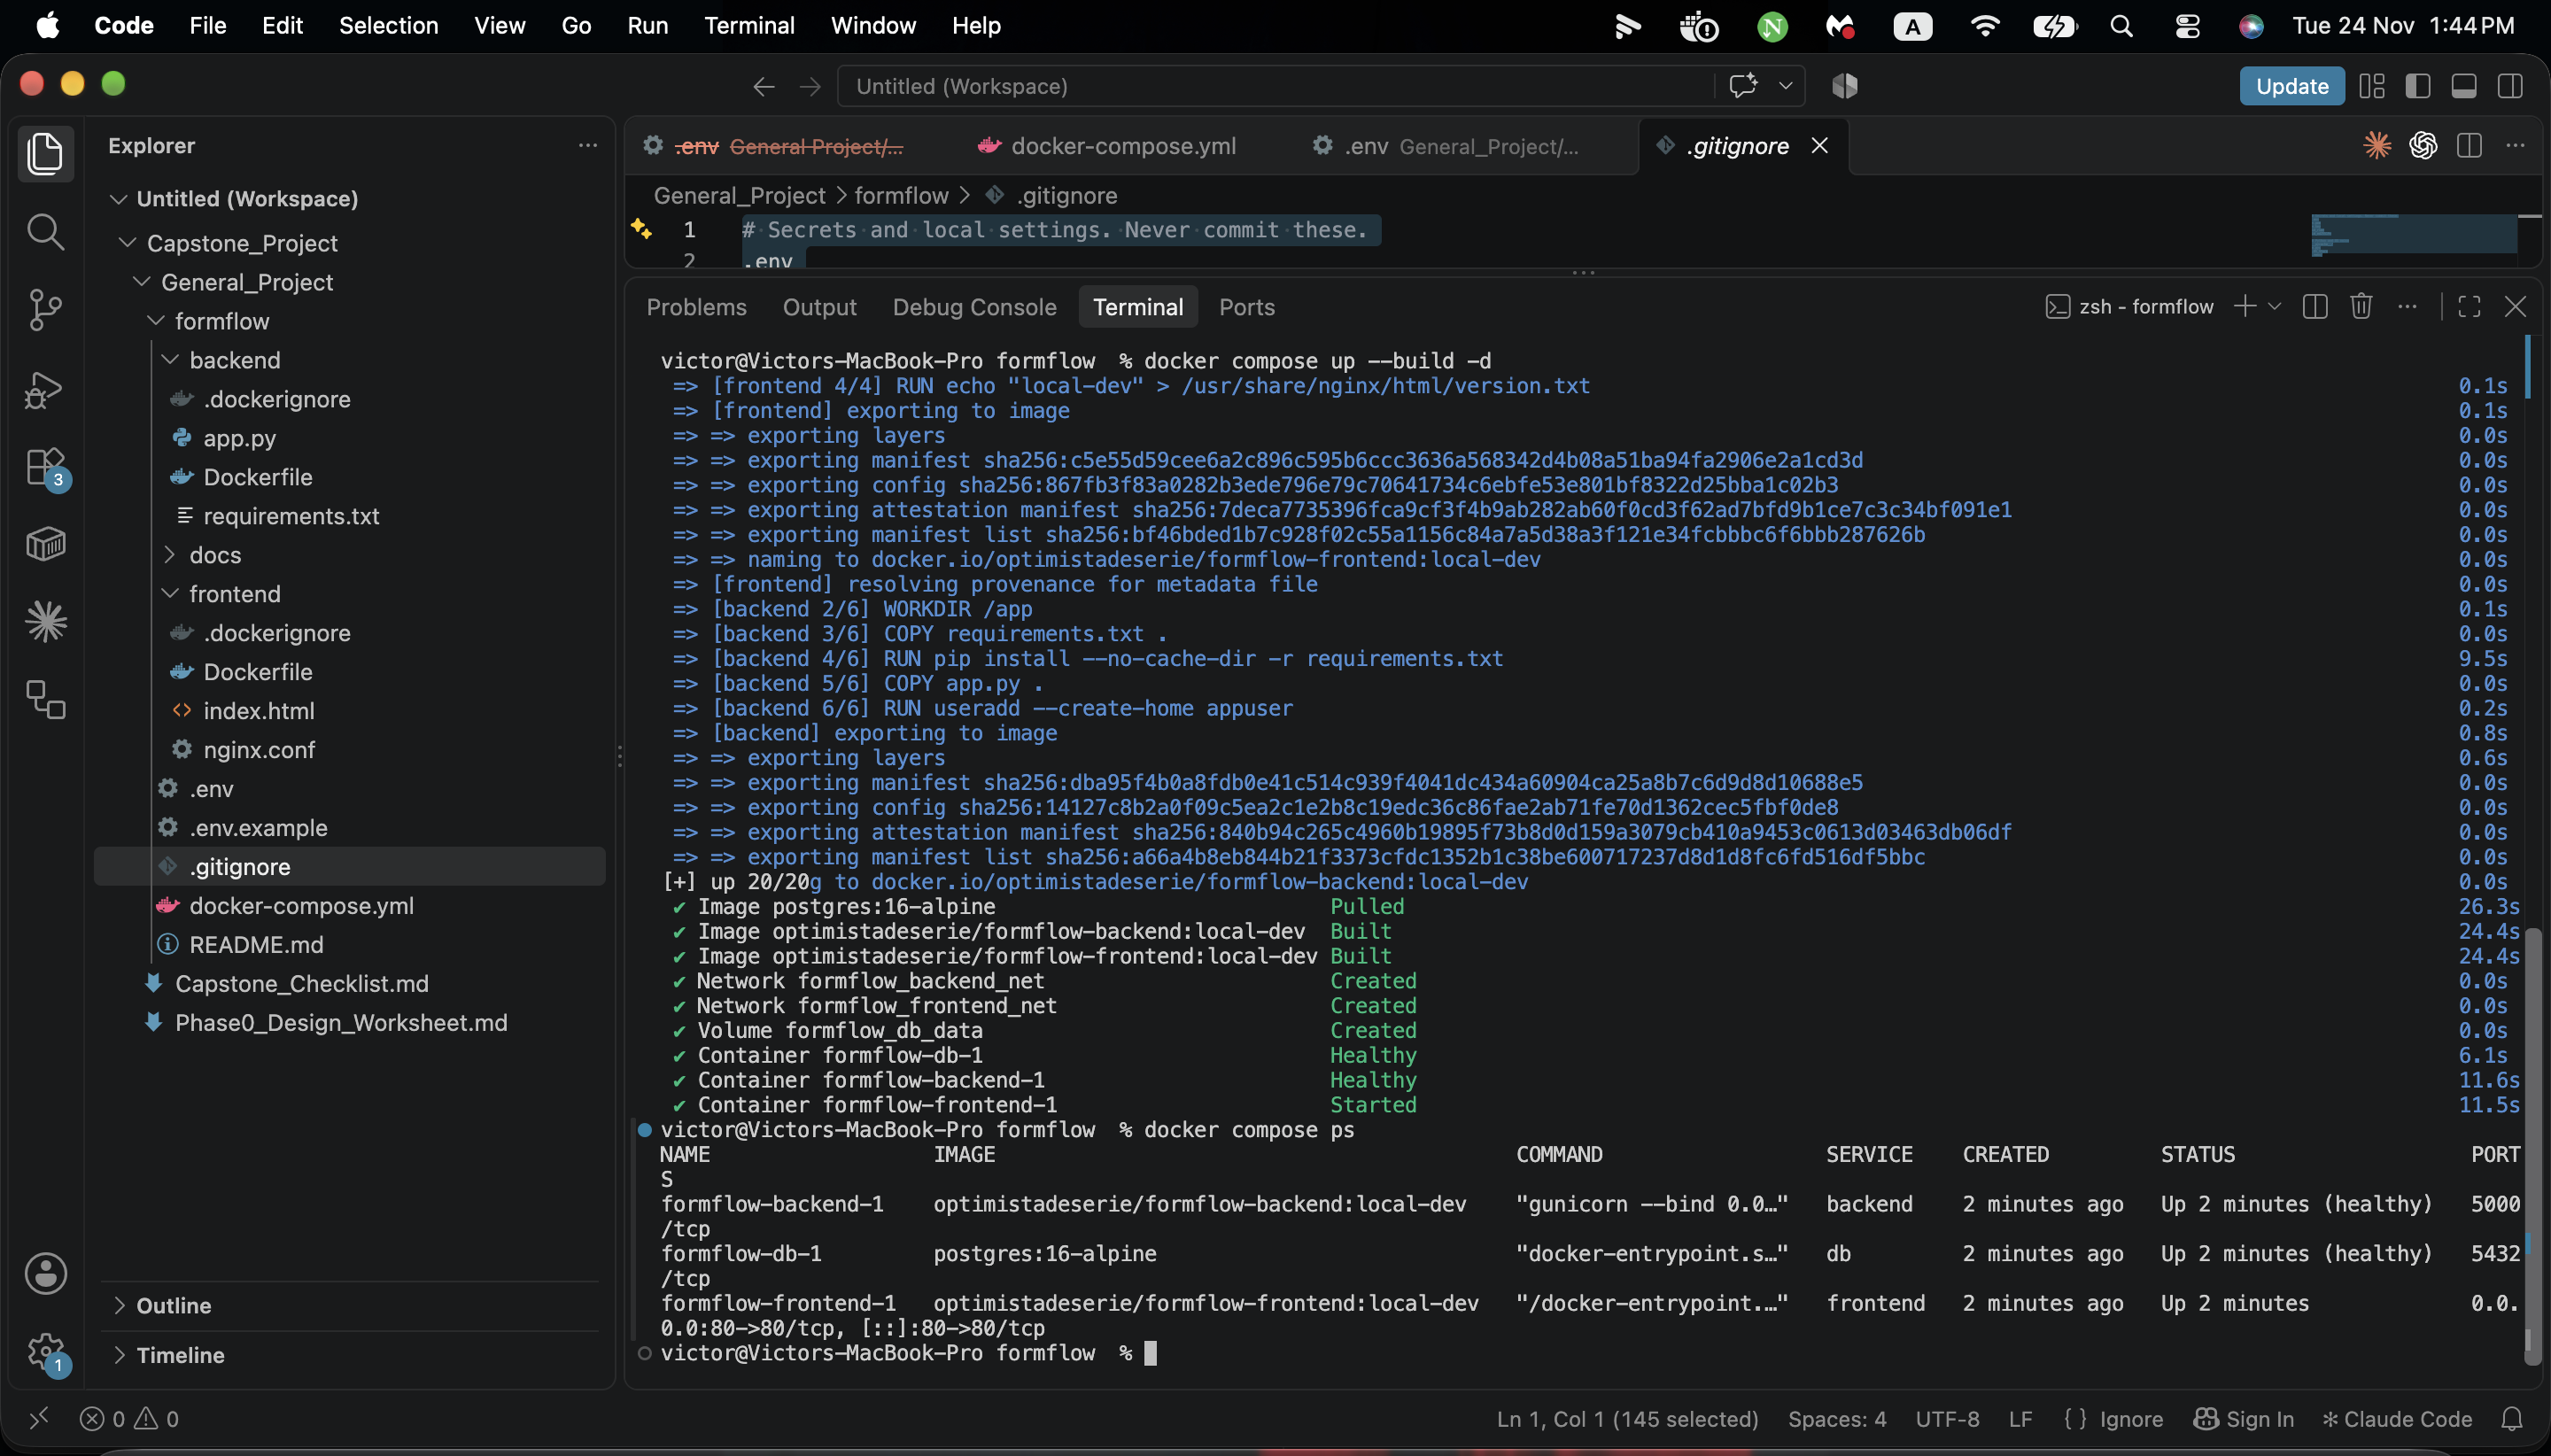 Code File Edit Selection View Go Run Terminal Window Help
A
Tue 24 Nov 1:44 PM
Untitled (Workspace)
Update
Explorer
Untitled (Workspace)
Capstone_Project
General_Project
formflow
backend
.dockerignore
app.py
Dockerfile
requirements.txt
docs
frontend
.dockerignore
Dockerfile
index.html
nginx.conf
.env
.env.example
.gitignore
docker-compose.yml
README.md
Capstone_Checklist.md
Phase0_Design_Worksheet.md
Outline
Timeline
3
1
.env General Project/...
docker-compose.yml
.env General_Project/...
.gitignore
General_Project > formflow > .gitignore
1 # Secrets and local settings. Never commit these.
2 .env
Problems Output Debug Console Terminal Ports
zsh - formflow
victor@Victors-MacBook-Pro formflow % docker compose up --build -d
=> [frontend 4/4] RUN echo "local-dev" > /usr/share/nginx/html/version.txt 0.1s
=> [frontend] exporting to image 0.1s
=> => exporting layers 0.0s
=> => exporting manifest sha256:c5e55d59cee6a2c896c595b6ccc3636a568342d4b08a51ba94fa2906e2a1cd3d 0.0s
=> => exporting config sha256:867fb3f83a0282b3ede796e79c70641734c6ebfe53e801bf8322d25bba1c02b3 0.0s
=> => exporting attestation manifest sha256:7deca7735396fca9cf3f4b9ab282ab60f0cd3f62ad7bfd9b1ce7c3c34bf091e1 0.0s
=> => exporting manifest list sha256:bf46bded1b7c928f02c55a1156c84a7a5d38a3f121e34fcbbbc6f6bbb287626b 0.0s
=> => naming to docker.io/optimistadeserie/formflow-frontend:local-dev 0.0s
=> [frontend] resolving provenance for metadata file 0.0s
=> [backend 2/6] WORKDIR /app 0.1s
=> [backend 3/6] COPY requirements.txt . 0.0s
=> [backend 4/6] RUN pip install --no-cache-dir -r requirements.txt 9.5s
=> [backend 5/6] COPY app.py . 0.0s
=> [backend 6/6] RUN useradd --create-home appuser 0.2s
=> [backend] exporting to image 0.8s
=> => exporting layers 0.6s
=> => exporting manifest sha256:dba95f4b0a8fdb0e41c514c939f4041dc434a60904ca25a8b7c6d9d8d10688e5 0.0s
=> => exporting config sha256:14127c8b2a0f09c5ea2c1e2b8c19edc36c86fae2ab71fe70d1362cec5fbf0de8 0.0s
=> => exporting attestation manifest sha256:840b94c265c4960b19895f73b8d0d159a3079cb410a9453c0613d03463db06df 0.0s
=> => exporting manifest list sha256:a66a4b8eb844b21f3373cfdc1352b1c38be600717237d8d1d8fc6fd516df5bbc 0.0s
[+] up 20/20g to docker.io/optimistadeserie/formflow-backend:local-dev 0.0s
✔ Image postgres:16-alpine Pulled 26.3s
✔ Image optimistadeserie/formflow-backend:local-dev Built 24.4s
✔ Image optimistadeserie/formflow-frontend:local-dev Built 24.4s
✔ Network formflow_backend_net Created 0.0s
✔ Network formflow_frontend_net Created 0.0s
✔ Volume formflow_db_data Created 0.0s
✔ Container formflow-db-1 Healthy 6.1s
✔ Container formflow-backend-1 Healthy 11.6s
✔ Container formflow-frontend-1 Started 11.5s
victor@Victors-MacBook-Pro formflow % docker compose ps
NAME IMAGE COMMAND SERVICE CREATED STATUS PORT
S
formflow-backend-1 optimistadeserie/formflow-backend:local-dev "gunicorn --bind 0.0…" backend 2 minutes ago Up 2 minutes (healthy) 5000
/tcp
formflow-db-1 postgres:16-alpine "docker-entrypoint.s…" db 2 minutes ago Up 2 minutes (healthy) 5432
/tcp
formflow-frontend-1 optimistadeserie/formflow-frontend:local-dev "/docker-entrypoint.…" frontend 2 minutes ago Up 2 minutes 0.0.
0.0:80->80/tcp, [::]:80->80/tcp
victor@Victors-MacBook-Pro formflow %
0 0
Ln 1, Col 1 (145 selected) Spaces: 4 UTF-8 LF { } Ignore Sign In Claude Code